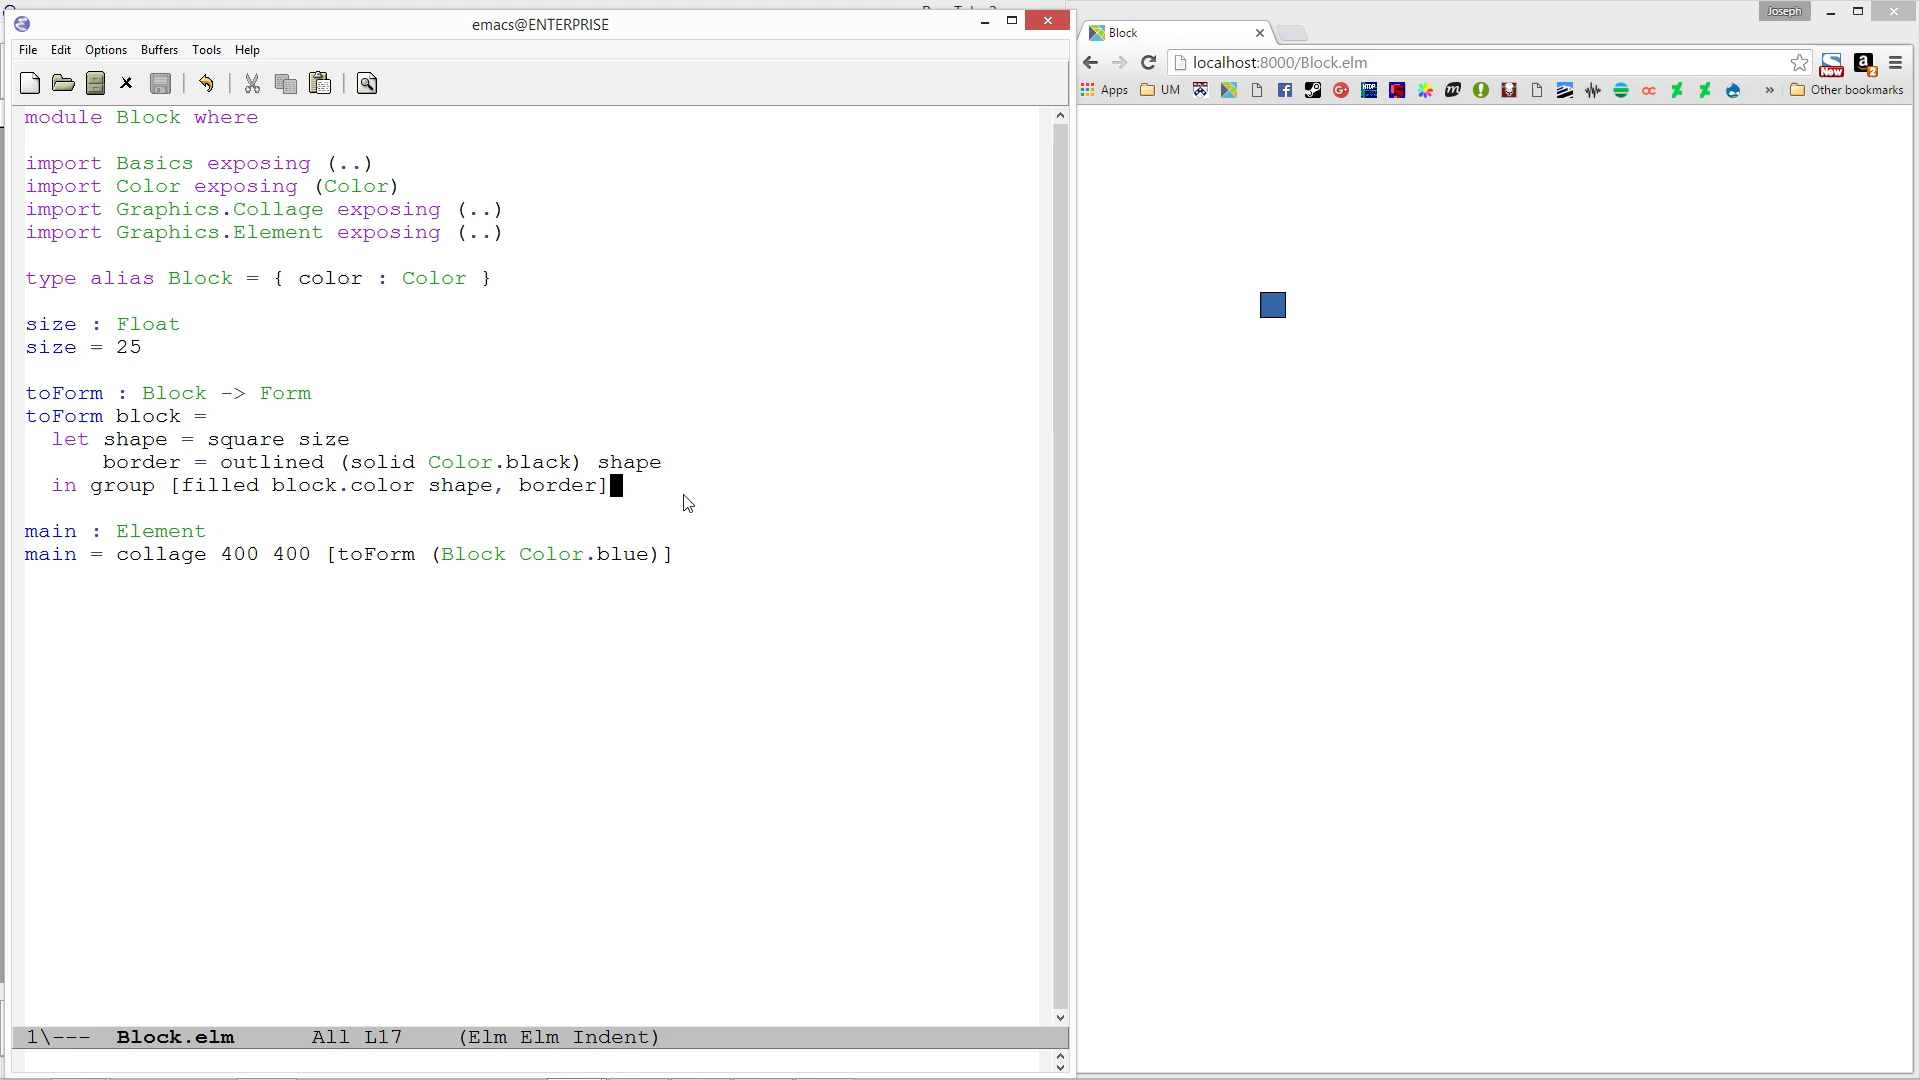 emacs@ENTERPRISE
File Edit Options Buffers Tools Help
module Block where
import Basics exposing (..)
import Color exposing (Color)
import Graphics.Collage exposing (..)
import Graphics.Element exposing (..)
type alias Block = { color : Color }
size : Float
size = 25
toForm : Block -> Form
toForm block =
  let shape = square size
      border = outlined (solid Color.black) shape
  in group [filled block.color shape, border]
main : Element
main = collage 400 400 [toForm (Block Color.blue)]
1\--- Block.elm All L17 (Elm Elm Indent)
Joseph
Block
localhost:8000/Block.elm
New
a 2
Apps UM » Other bookmarks